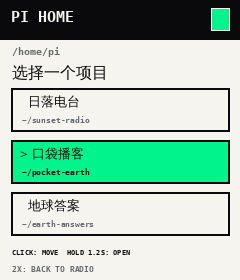 PI HOME
/home/pi
选择一个项目
日落电台
~/sunset-radio
> 口袋播客
~/pocket-earth
地球答案
~/earth-answers
CLICK: MOVE HOLD 1.2S: OPEN
2X: BACK TO RADIO